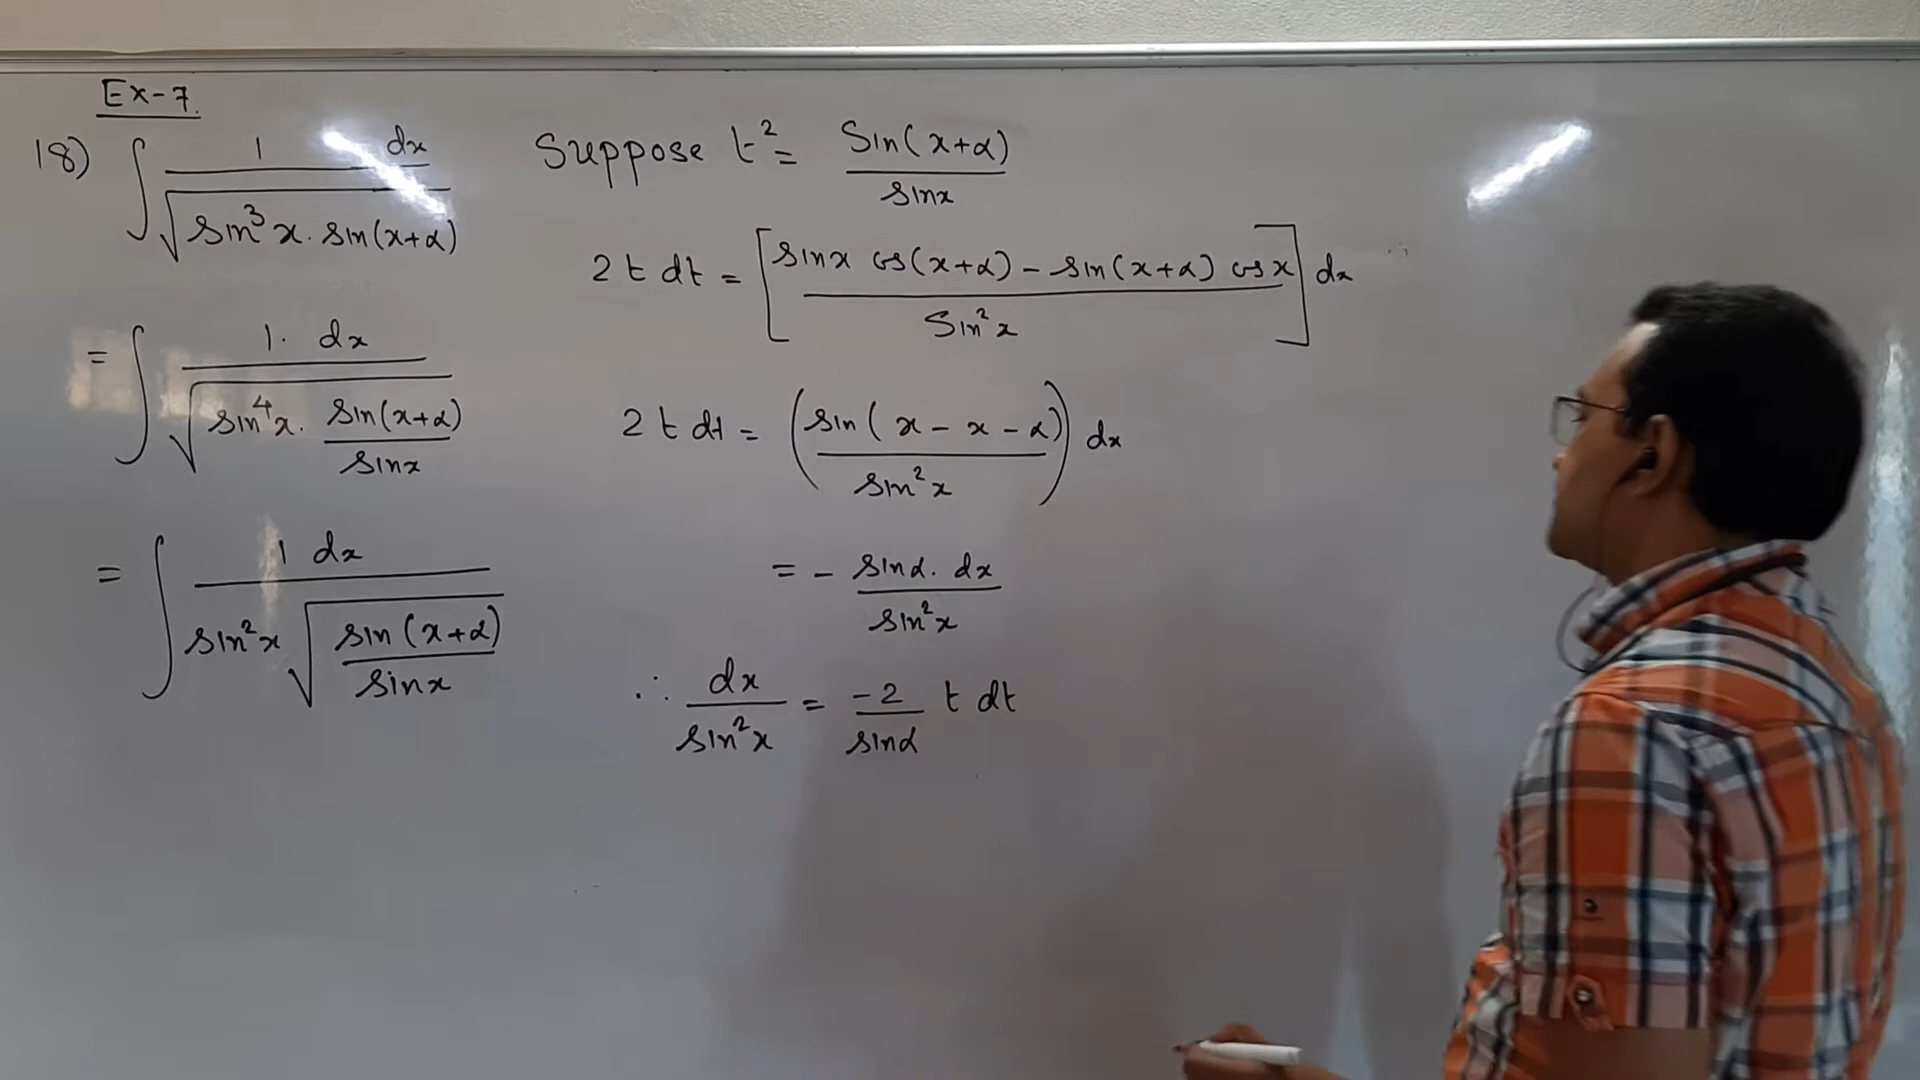 Ex-7.
18) ∫ 1 dx / √(sin³x · sin(x+α))
= ∫ 1. dx / √(sin⁴x · sin(x+α)/sinx)
= ∫ 1 dx / (sin²x √(sin(x+α)/sinx))
Suppose t² = Sin(x+α)/sinx
2t dt = [(sinx cos(x+α) - sin(x+α) cosx)/Sin²x] dx
2t dt = (sin(x-x-α)/sin²x) dx
= - sinα. dx / sin²x
∴ dx/sin²x = -2/sinα t dt